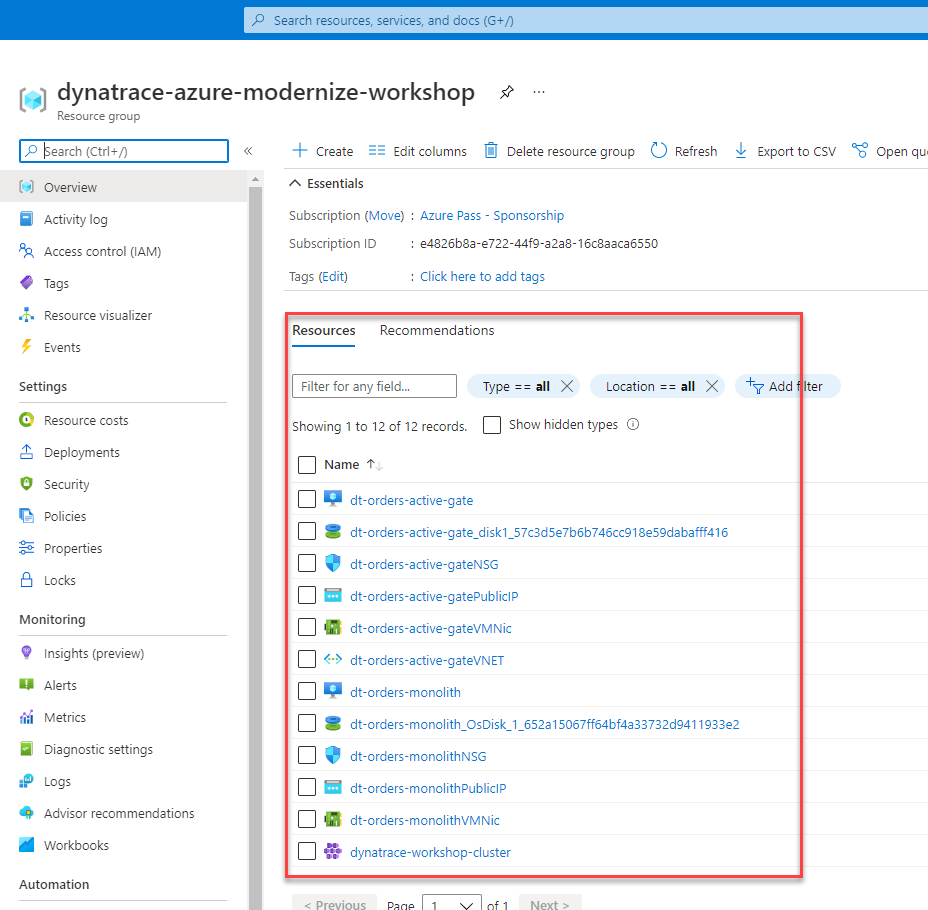 Search resources, services, and docs (G+/)
dynatrace-azure-modernize-workshop
Resource group
Search (Ctrl+/)
Overview
Activity log
Access control (IAM)
Tags
Resource visualizer
Events
Settings
Resource costs
Deployments
Security
Policies
Properties
Locks
Monitoring
Insights (preview)
Alerts
Metrics
Diagnostic settings
Logs
Advisor recommendations
Workbooks
Automation
Create Edit columns Delete resource group Refresh Export to CSV Open que
Essentials
Subscription (Move) : Azure Pass - Sponsorship
Subscription ID : e4826b8a-e722-44f9-a2a8-16c8aaca6550
Tags (Edit) : Click here to add tags
Resources Recommendations
Filter for any field... Type == all Location == all Add filter
Showing 1 to 12 of 12 records. Show hidden types
Name
dt-orders-active-gate
dt-orders-active-gate_disk1_57c3d5e7b6b746cc918e59dabafff416
dt-orders-active-gateNSG
dt-orders-active-gatePublicIP
dt-orders-active-gateVMNic
dt-orders-active-gateVNET
dt-orders-monolith
dt-orders-monolith_OsDisk_1_652a15067ff64bf4a33732d9411933e2
dt-orders-monolithNSG
dt-orders-monolithPublicIP
dt-orders-monolithVMNic
dynatrace-workshop-cluster
< Previous Page 1 of 1 Next >